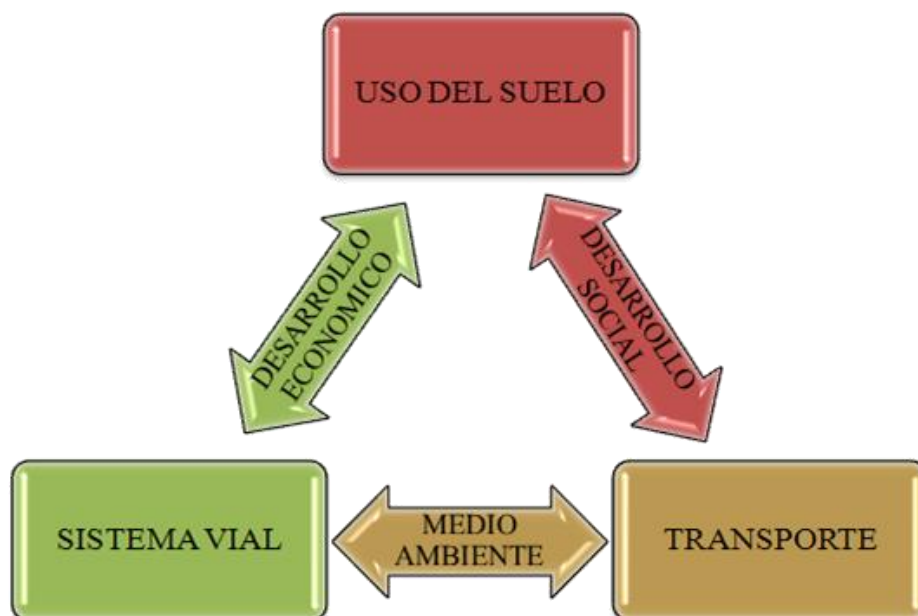 USO DEL SUELO
DESARROLLO
ECONOMICO
DESARROLLO
SOCIAL
SISTEMA VIAL
MEDIO
AMBIENTE
TRANSPORTE